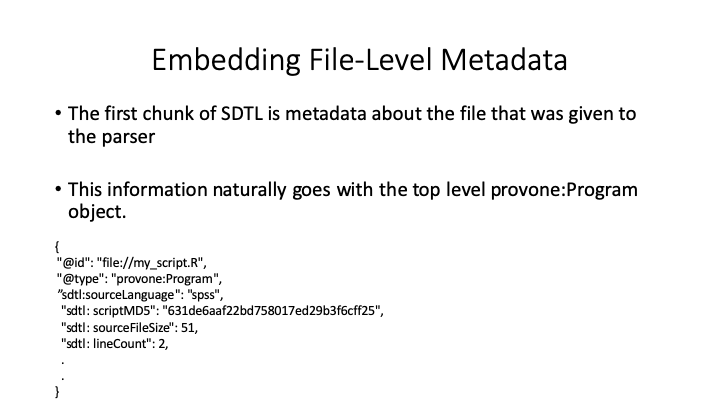 Embedding File-Level Metadata
• The first chunk of SDTL is metadata about the file that was given to
the parser
• This information naturally goes with the top level provone:Program
object.
{
"@id": "file://my_script.R",
"@type": "provone:Program",
"sdtl:sourceLanguage": "spss",
"sdtl: scriptMD5": "631de6aaf22bd758017ed29b3f6cff25",
"sdtl: sourceFileSize": 51,
"sdtl: lineCount": 2,
.
.
}